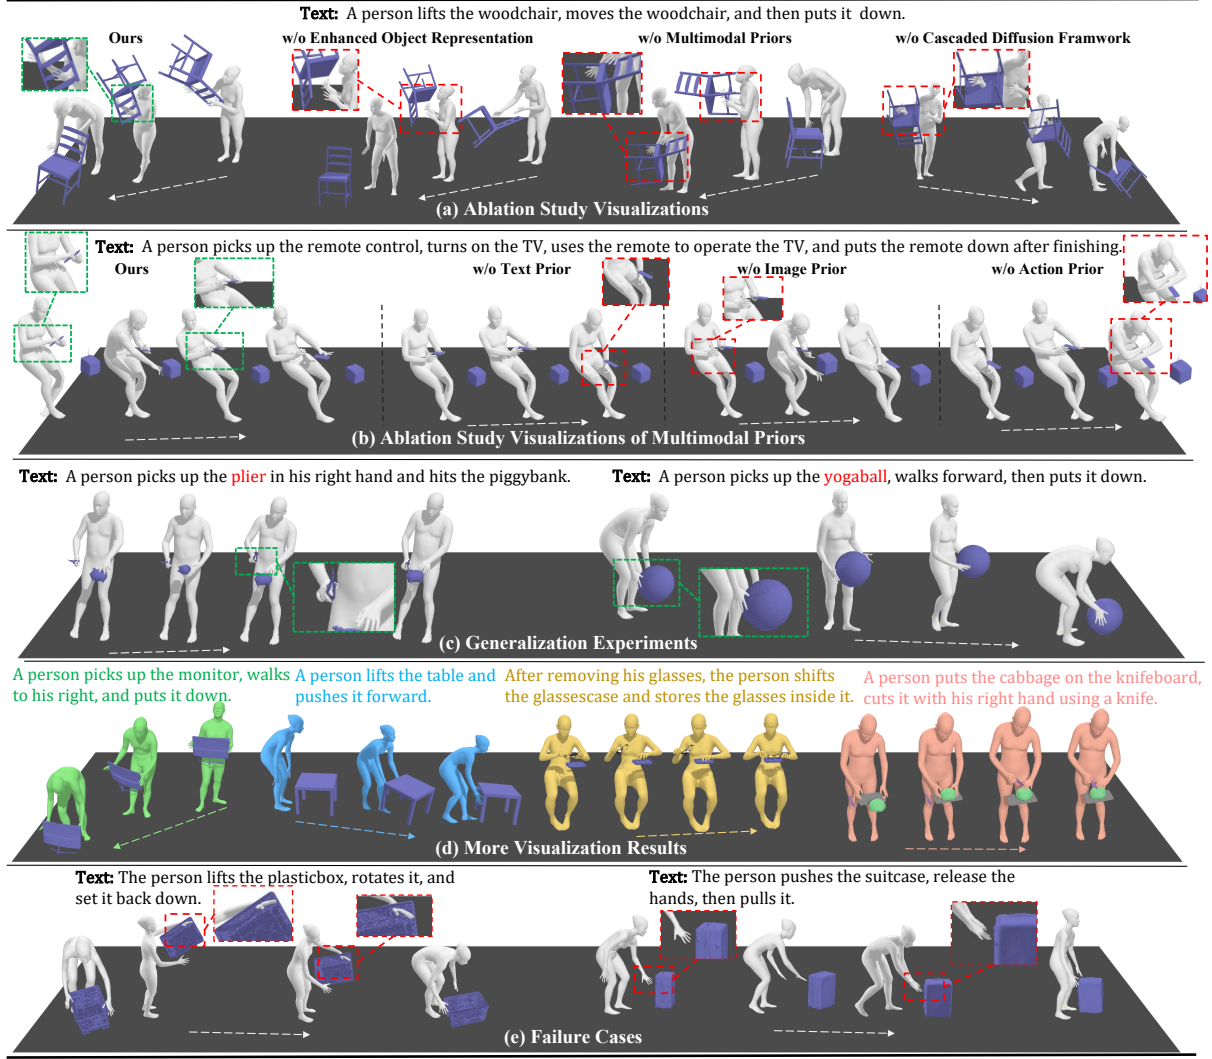 Text: A person lifts the woodchair, moves the woodchair, and then puts it down.
Ours
w/o Enhanced Object Representation
w/o Multimodal Priors
w/o Cascaded Diffusion Framwork
(a) Ablation Study Visualizations
Text: A person picks up the remote control, turns on the TV, uses the remote to operate the TV, and puts the remote down after finishing.
Ours
w/o Text Prior
w/o Image Prior
w/o Action Prior
(b) Ablation Study Visualizations of Multimodal Priors
Text: A person picks up the plier in his right hand and hits the piggybank.
Text: A person picks up the yogaball, walks forward, then puts it down.
(c) Generalization Experiments
A person picks up the monitor, walks
to his right, and puts it down.
A person lifts the table and
pushes it forward.
After removing his glasses, the person shifts
the glassescase and stores the glasses inside it.
A person puts the cabbage on the knifeboard,
cuts it with his right hand using a knife.
(d) More Visualization Results
Text: The person lifts the plasticbox, rotates it, and
set it back down.
Text: The person pushes the suitcase, release the
hands, then pulls it.
(e) Failure Cases